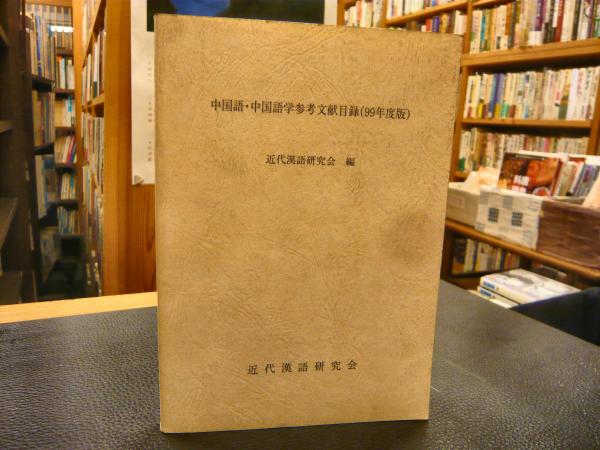 中国語・中国語学参考文献目録(99年度版)
近代漢語研究会 編
近代漢語研究会